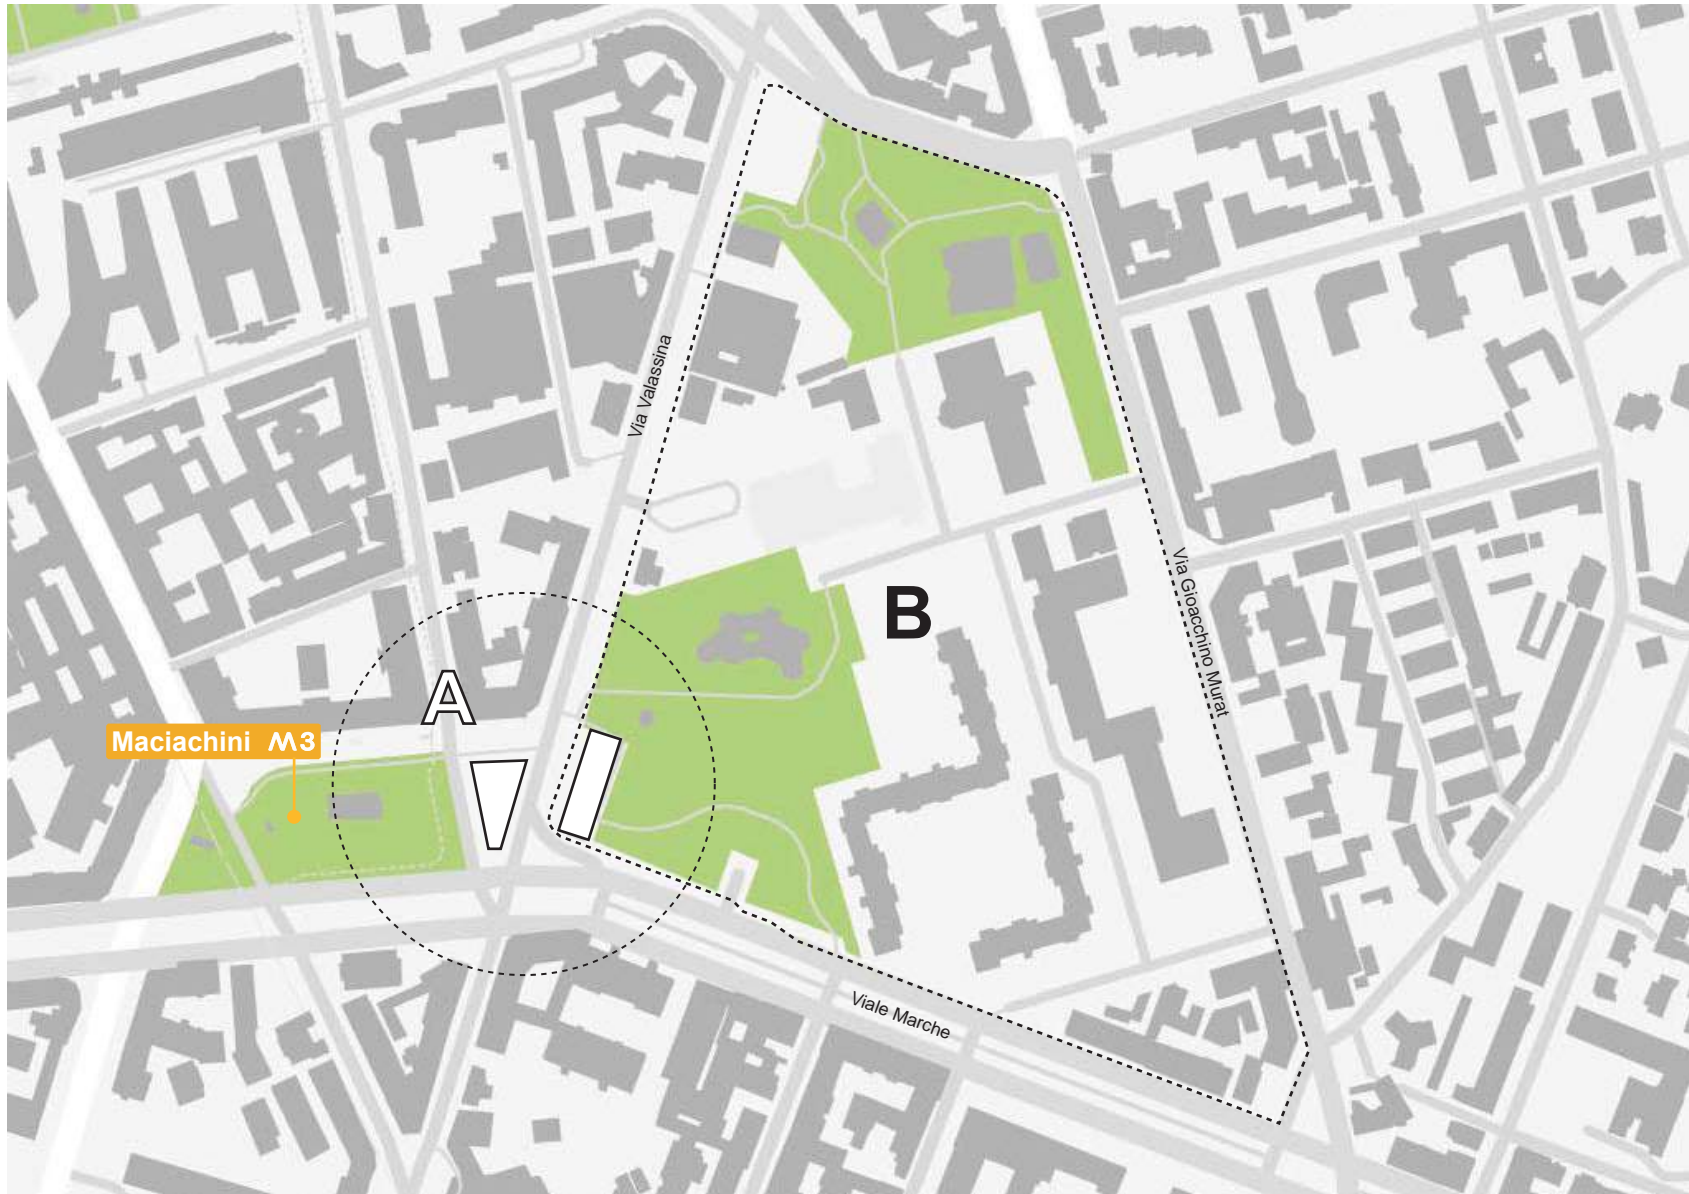 Via Valassina
B
Via Gioacchino Murat
A
Maciachini M3
Viale Marche